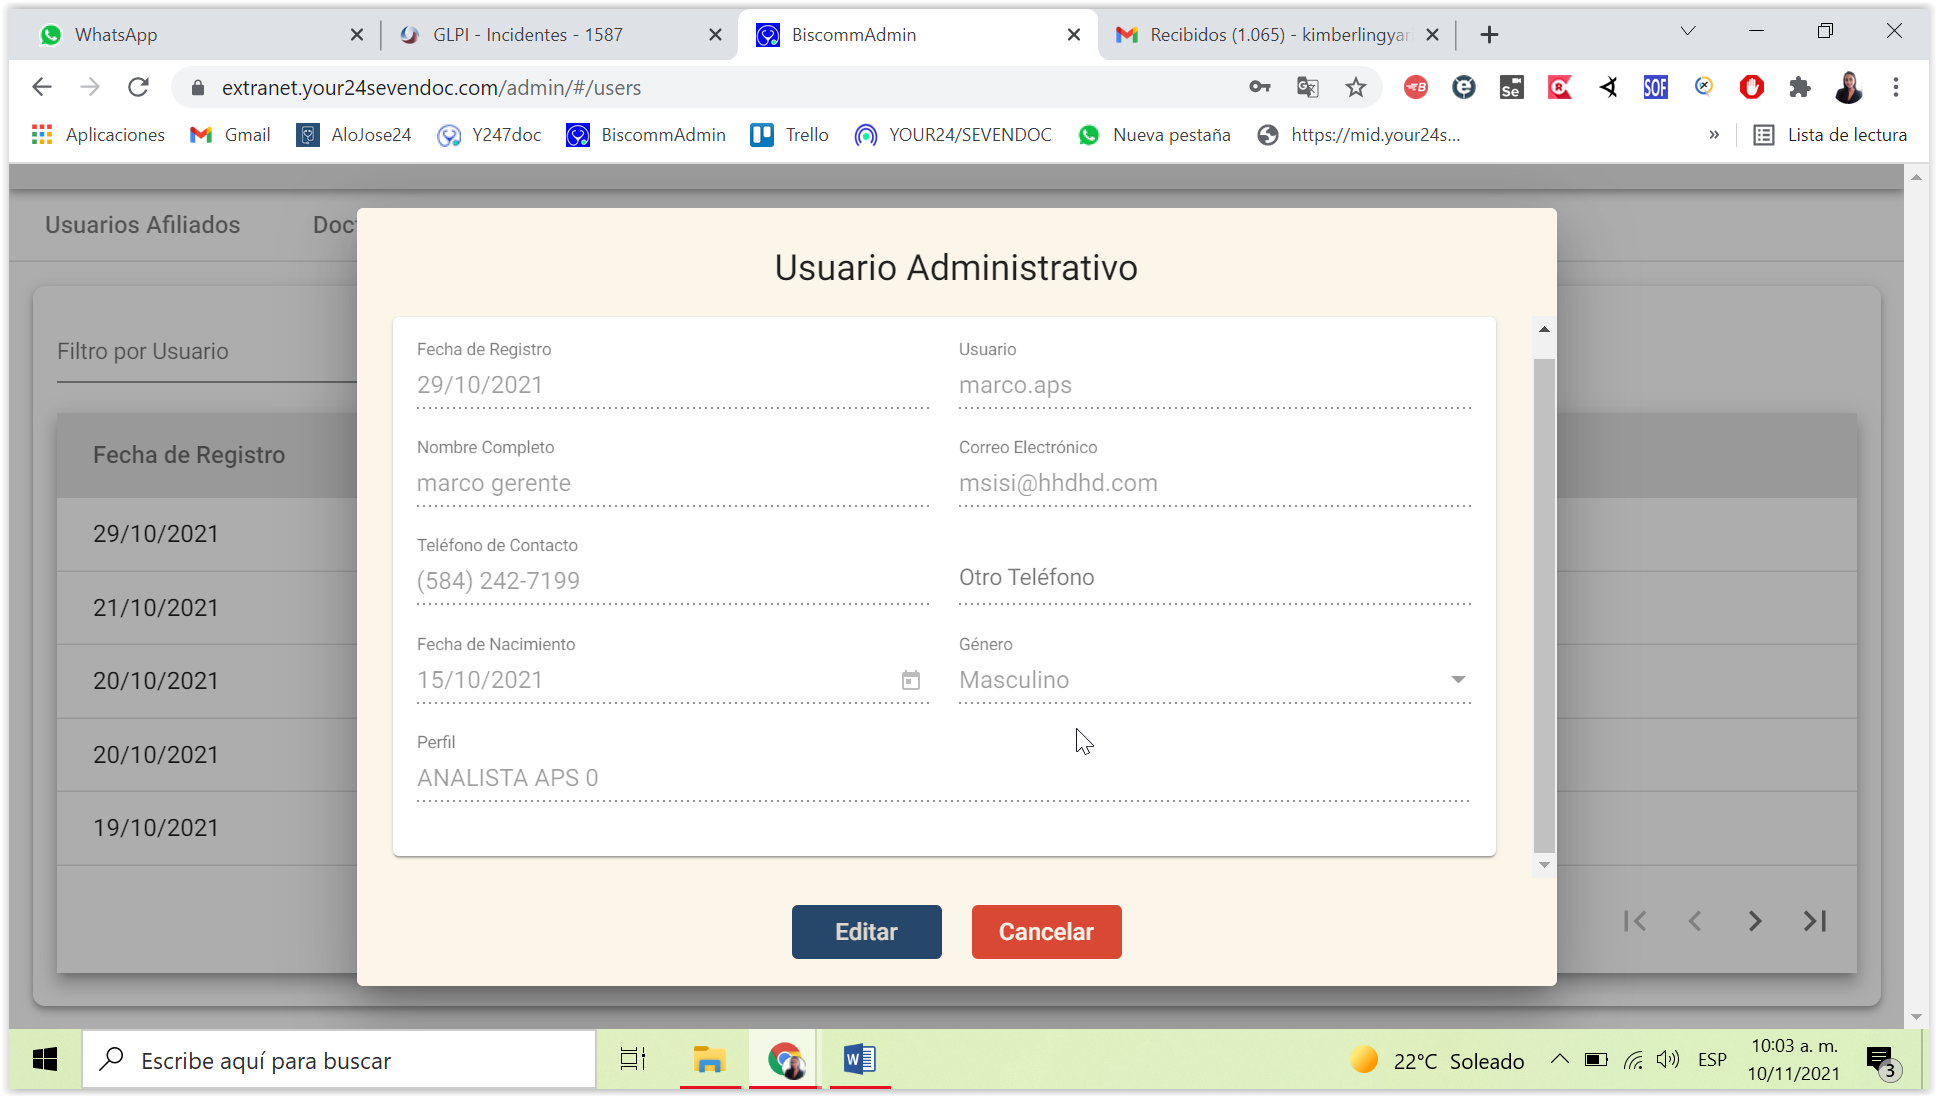 WhatsApp
GLPI - Incidentes - 1587
BiscommAdmin
Recibidos (1.065) - kimberlingyar
extranet.your24sevendoc.com/admin/#/users
Se
SOF
Aplicaciones
Gmail
AloJose24
Y247doc
BiscommAdmin
Trello
YOUR24/SEVENDOC
Nueva pestaña
https://mid.your24s...
»
Lista de lectura
Usuarios Afiliados
Doct
Filtro por Usuario
Fecha de Registro
29/10/2021
21/10/2021
20/10/2021
20/10/2021
19/10/2021
Usuario Administrativo
Fecha de Registro
29/10/2021
Usuario
marco.aps
Nombre Completo
marco gerente
Correo Electrónico
msisi@hhdhd.com
Teléfono de Contacto
(584) 242-7199
Otro Teléfono
Fecha de Nacimiento
15/10/2021
Género
Masculino
Perfil
ANALISTA APS 0
Editar
Cancelar
Escribe aquí para buscar
22°C Soleado
ESP
10:03 a. m.
10/11/2021
3